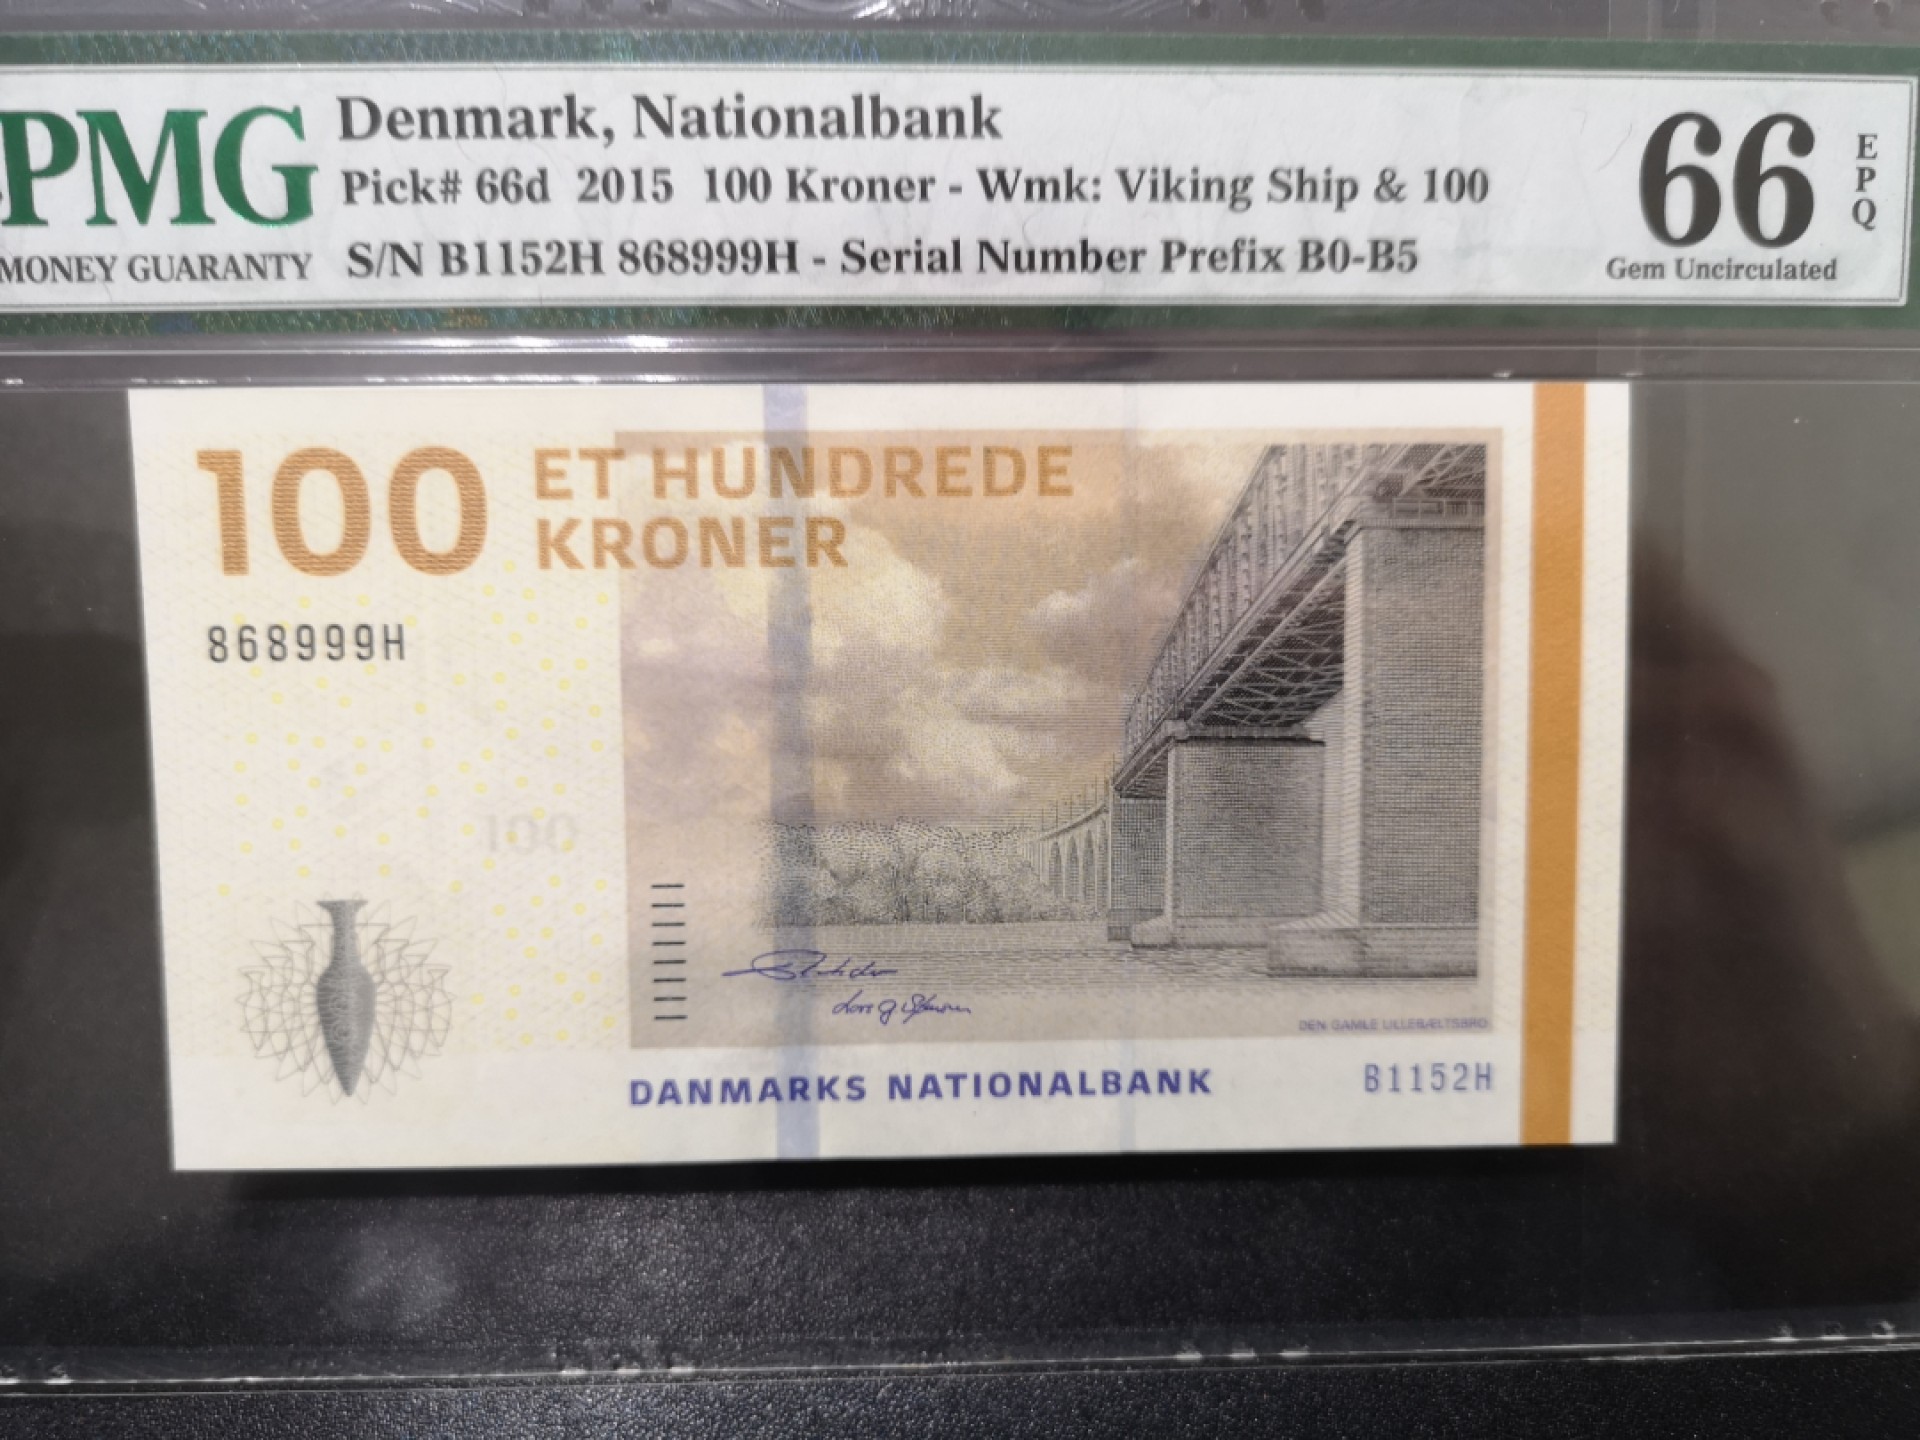 PMG
MONEY GUARANTY
Denmark, Nationalbank
Pick# 66d 2015 100 Kroner - Wmk: Viking Ship & 100
S/N B1152H 868999H - Serial Number Prefix B0-B5
66
EPQ
Gem Uncirculated
100
ET HUNDREDE
KRONER
868999H
100
DEN GAMLE LILLEBÆLTSBRO
DANMARKS NATIONALBANK
B1152H